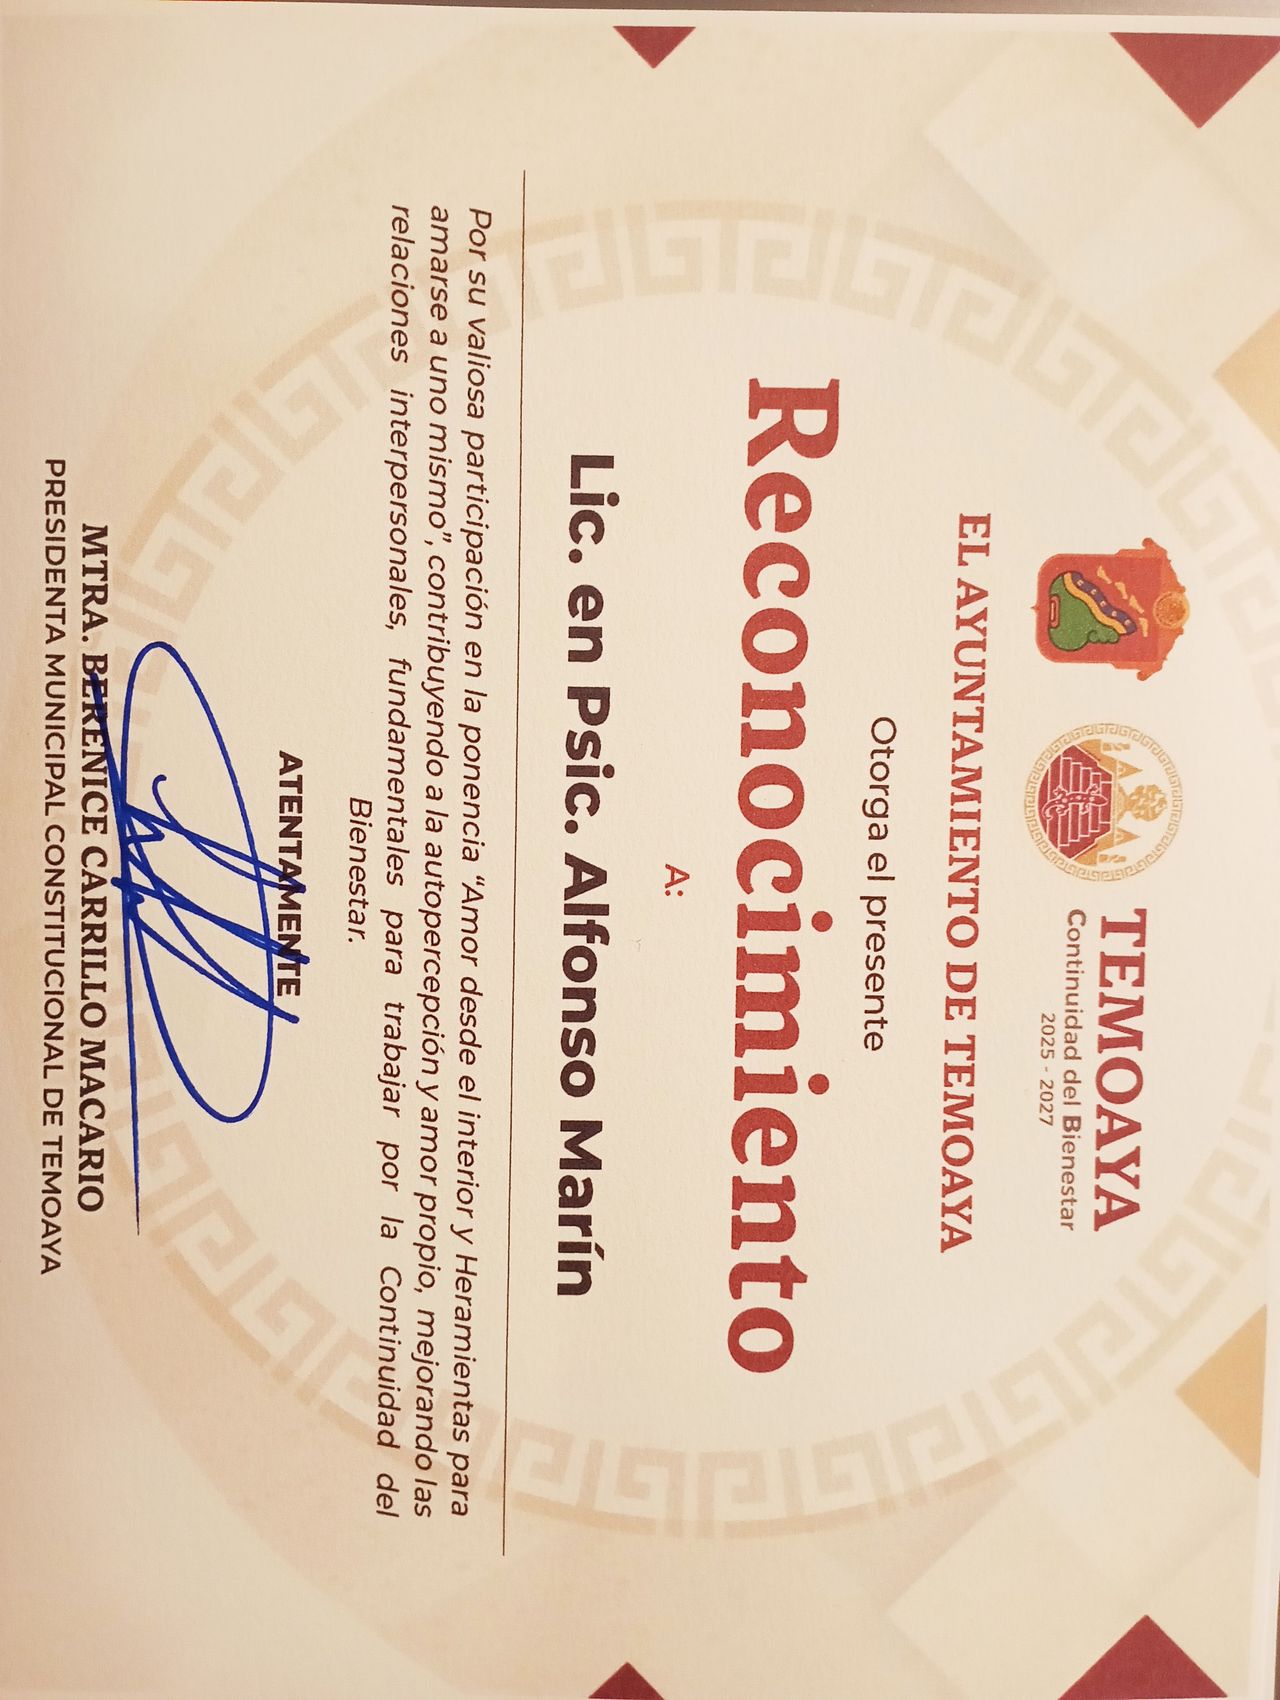 TEMOAYA
Continuidad del Bienestar
2025 - 2027
EL AYUNTAMIENTO DE TEMOAYA
Otorga el presente
Reconocimiento
A:
Lic. en Psic. Alfonso Marín
Por su valiosa participación en la ponencia “Amor desde el interior y Heramientas para
amarse a uno mismo”, contribuyendo a la autopercepción y amor propio, mejorando las
relaciones interpersonales, fundamentales para trabajar por la Continuidad del
Bienestar.
ATENTAMENTE
MTRA. BERENICE CARRILLO MACARIO
PRESIDENTA MUNICIPAL CONSTITUCIONAL DE TEMOAYA